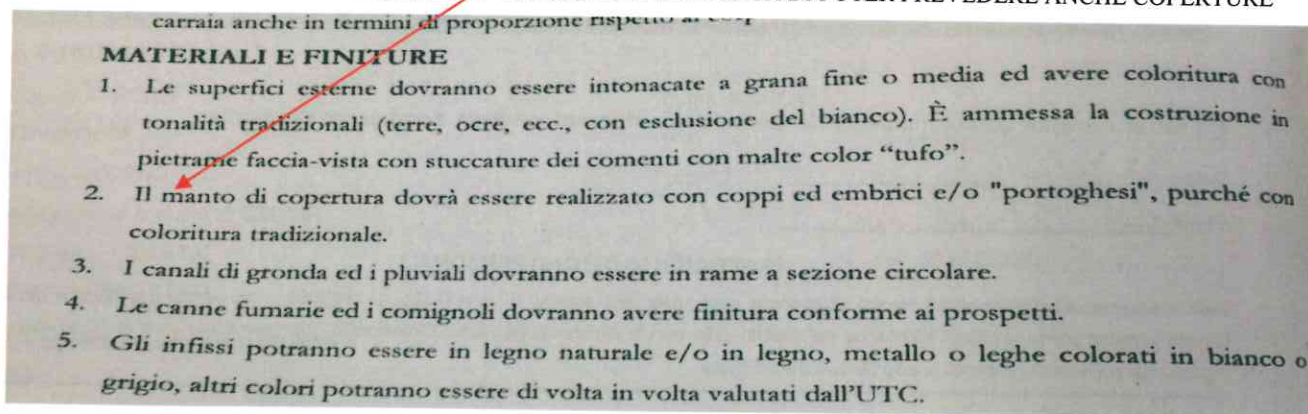 PREVEDERE ANCHE COPERTURE
carraia anche in termini di proporzione rispetto ai
MATERIALI E FINITURE
1. Le superfici esterne dovranno essere intonacate a grana fine o media ed avere coloritura con
tonalità tradizionali (terre, ocre, ecc., con esclusione del bianco). È ammessa la costruzione in
pietrame faccia-vista con stuccature dei comenti con malte color “tufo”.
2. Il manto di copertura dovrà essere realizzato con coppi ed embrici e/o "portoghesi", purché con
coloritura tradizionale.
3. I canali di gronda ed i pluviali dovranno essere in rame a sezione circolare.
4. Le canne fumarie ed i comignoli dovranno avere finitura conforme ai prospetti.
5. Gli infissi potranno essere in legno naturale e/o in legno, metallo o leghe colorati in bianco o
grigio, altri colori potranno essere di volta in volta valutati dall’UTC.